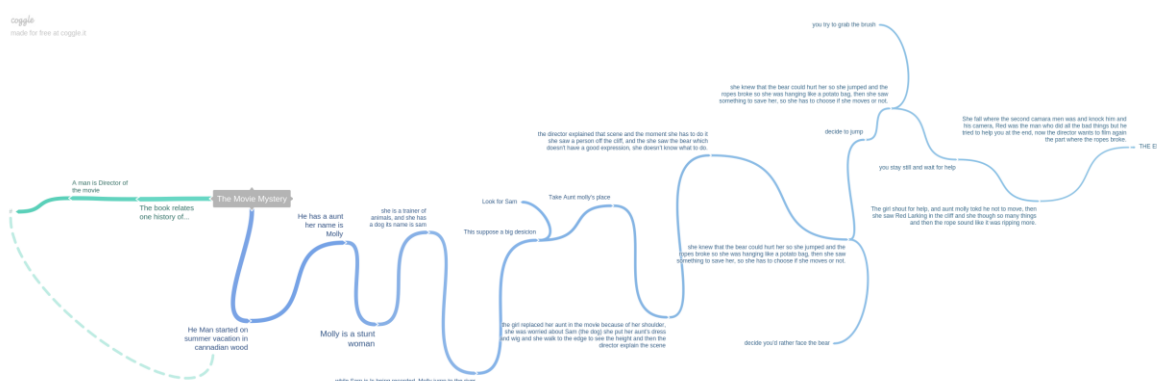 coggle
made for free at coggle.it
A man is Director of
the movie
The book relates
one history of...
The Movie Mystery
He Man started on
summer vacation in
cannadian wood
He has a aunt
her name is
Molly
Molly is a stunt
woman
she is a trainer of
animals, and she has
a dog its name is sam
while Sam is is being
Molly jump to the river
This suppose a big desicion
Look for Sam
Take Aunt molly's place
the girl replaced her aunt in the movie because of her shoulder,
she was worried about Sam (the dog) she put her aunt's dress
and wig and she walk to the edge to see the height and then the
director explain the scene
the director explained that scene and the moment she has to do it
she saw a person off the cliff, and the she saw the bear which
doesn't have a good expression, she doesn't know what to do.
she knew that the bear could hurt her so she jumped and the
ropes broke so she was hanging like a potato bag, then she saw
something to save her, so she has to choose if she moves or not.
decide you'd rather face the bear
decide to jump
she knew that the bear could hurt her so she jumped and the
ropes broke so she was hanging like a potato bag, then she saw
something to save her, so she has to choose if she moves or not.
you try to grab the brush
you stay still and wait for help
The girl shout for help, and aunt molly told he not to move, then
she saw Red Larking in the cliff and she though so many things
and then the rope sound like it was ripping more.
She fall where the second camara men was and knock him and
his camera, Red was the man who did all the bad things but he
tried to help you at the end, now the director wants to film again
the part where the ropes broke.
THE E